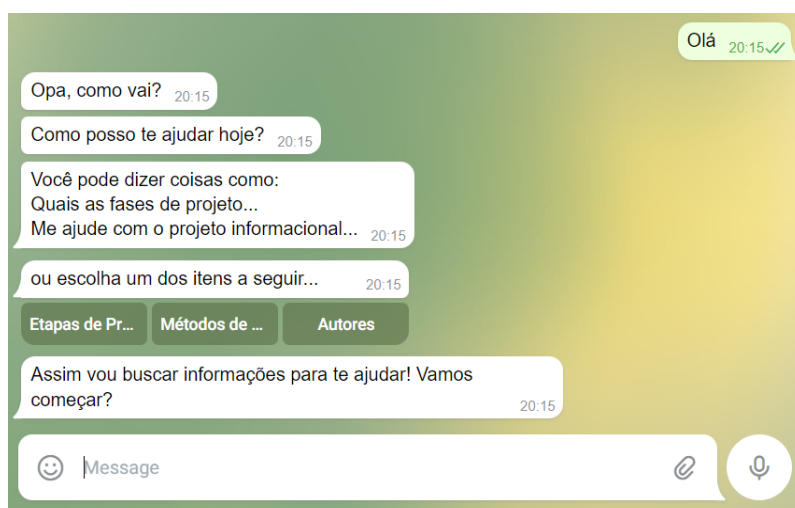 Olá 20:15
Opa, como vai? 20:15
Como posso te ajudar hoje? 20:15
Você pode dizer coisas como:
Quais as fases de projeto...
Me ajude com o projeto informacional... 20:15
ou escolha um dos itens a seguir... 20:15
Etapas de Pr... Métodos de ... Autores
Assim vou buscar informações para te ajudar! Vamos
começar? 20:15
Message